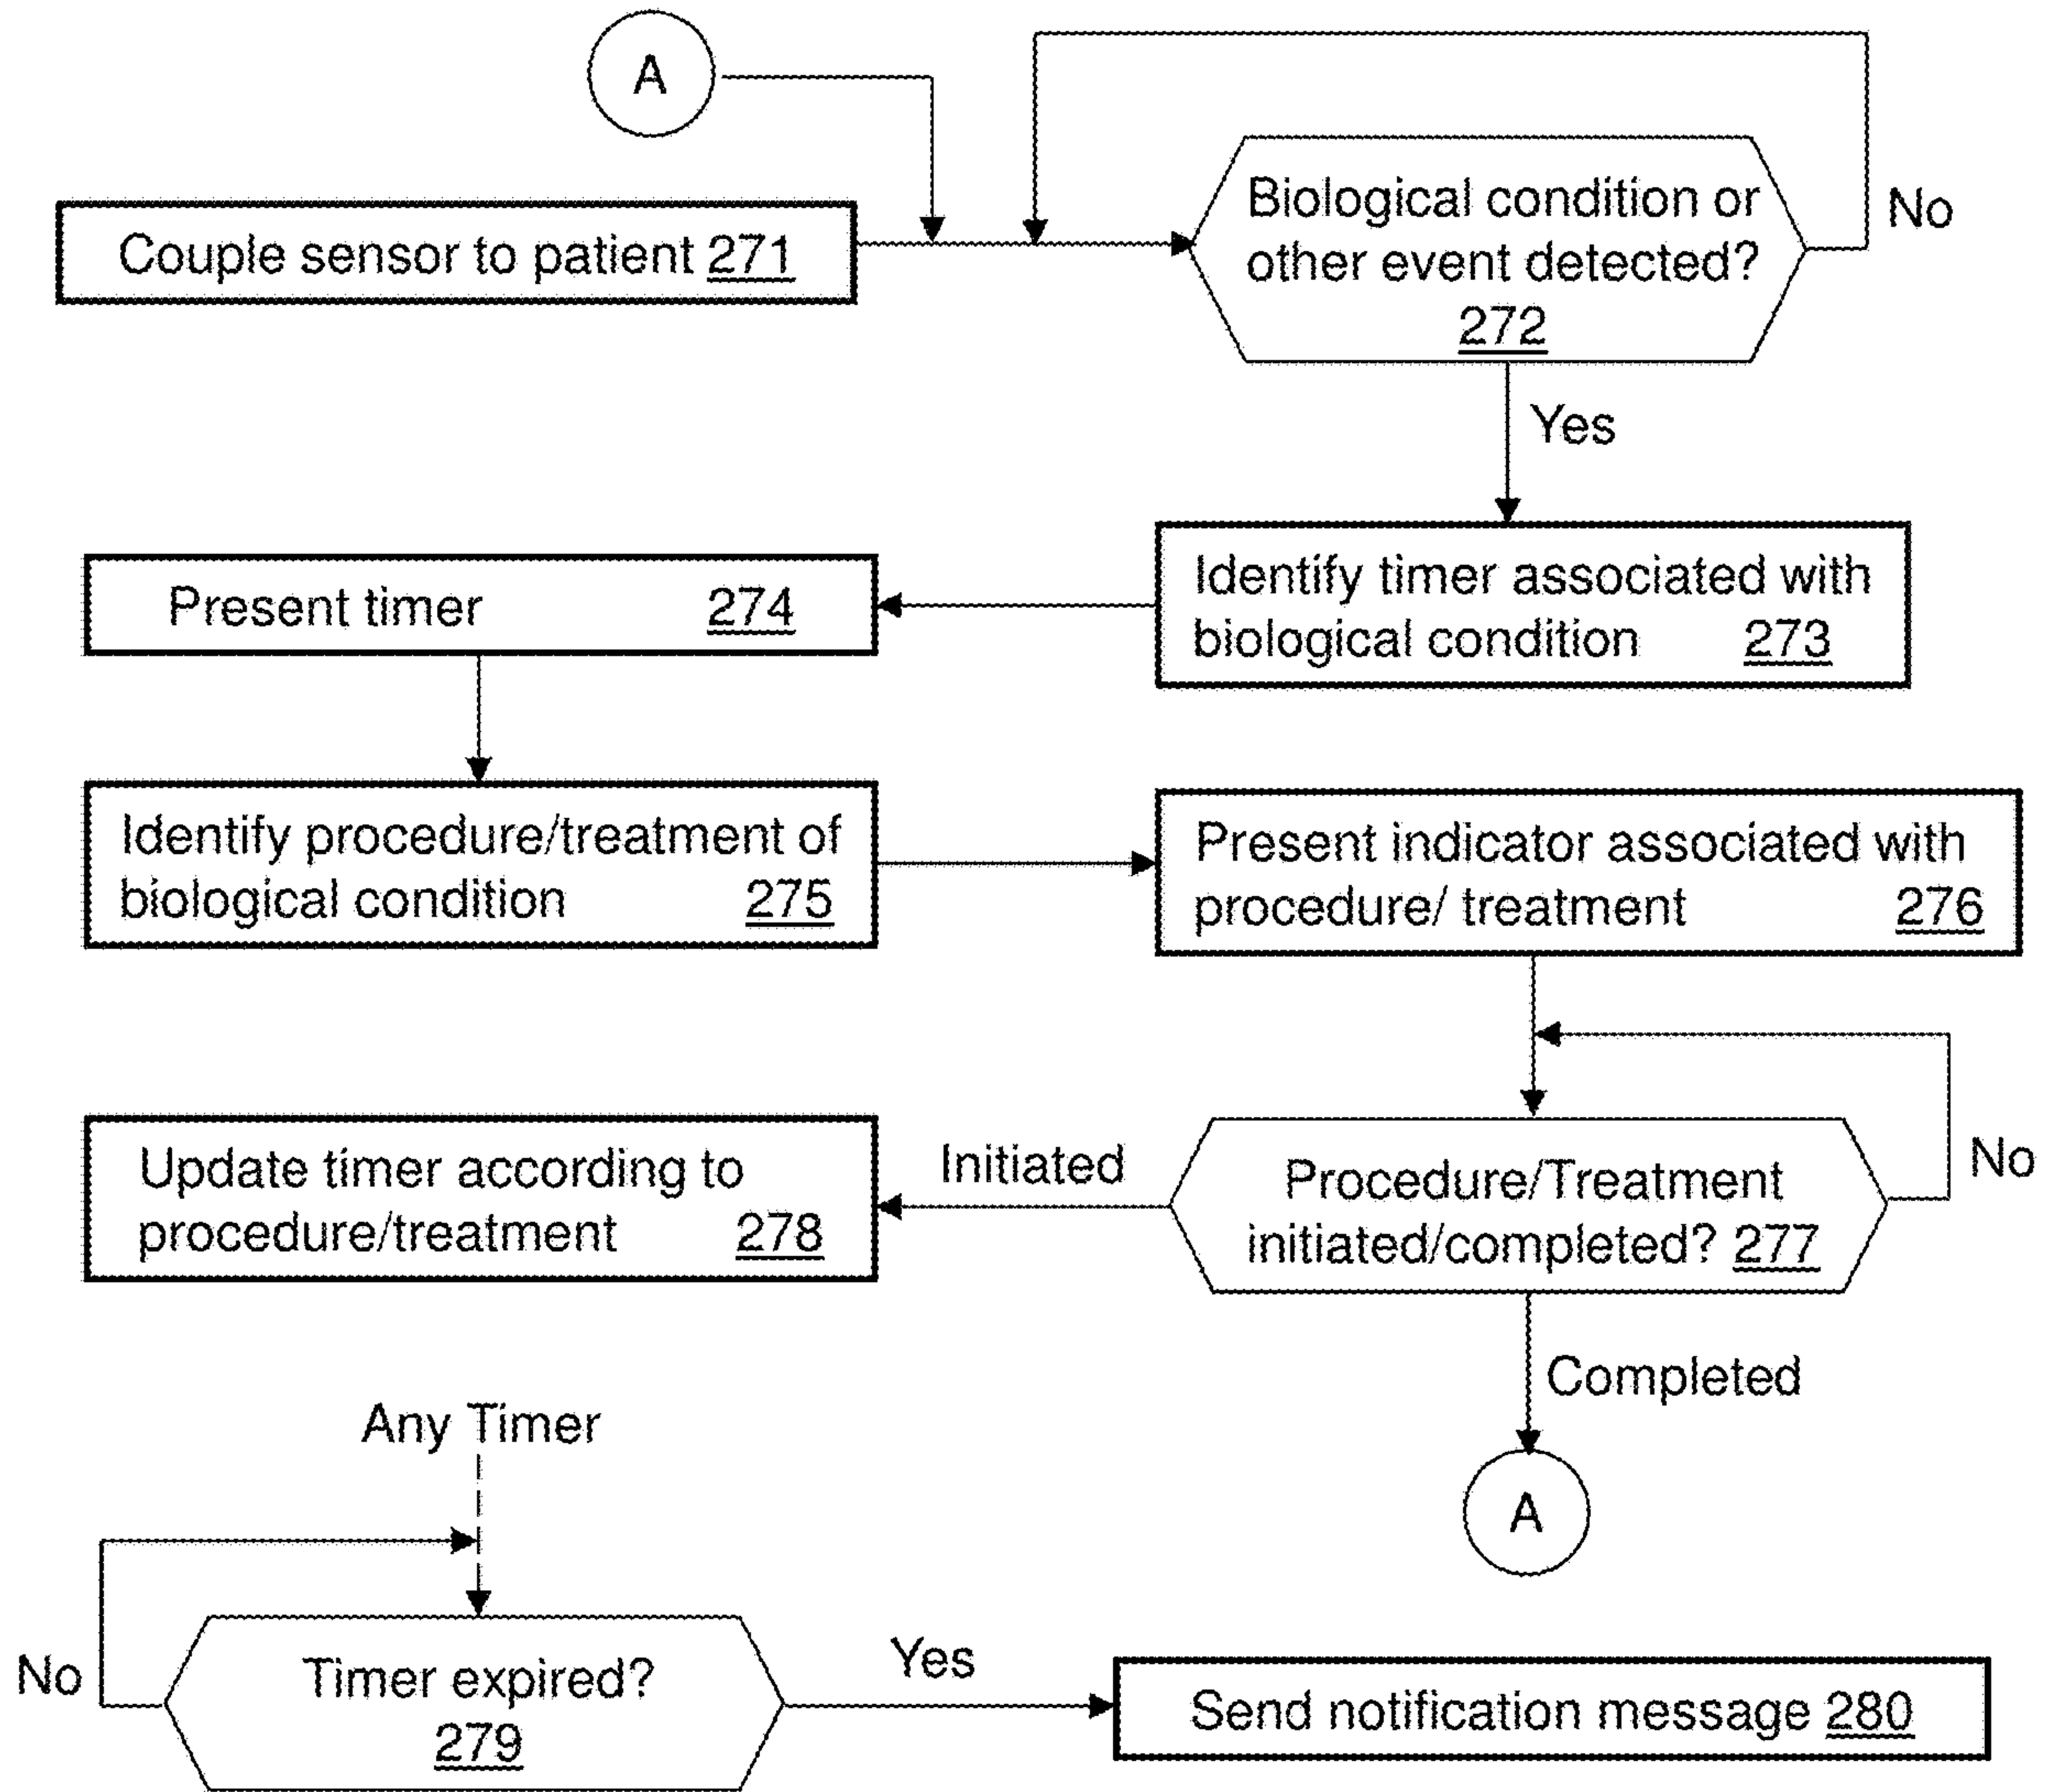 A
Couple sensor to patient 271
Biological condition or
other event detected?
272
No
Yes
Identify timer associated with
biological condition 273
Present timer 274
Identify procedure/treatment of
biological condition 275
Present indicator associated with
procedure/ treatment 276
Procedure/Treatment
initiated/completed? 277
No
Initiated
Update timer according to
procedure/treatment 278
Completed
A
Any Timer
Timer expired?
279
No
Yes
Send notification message 280